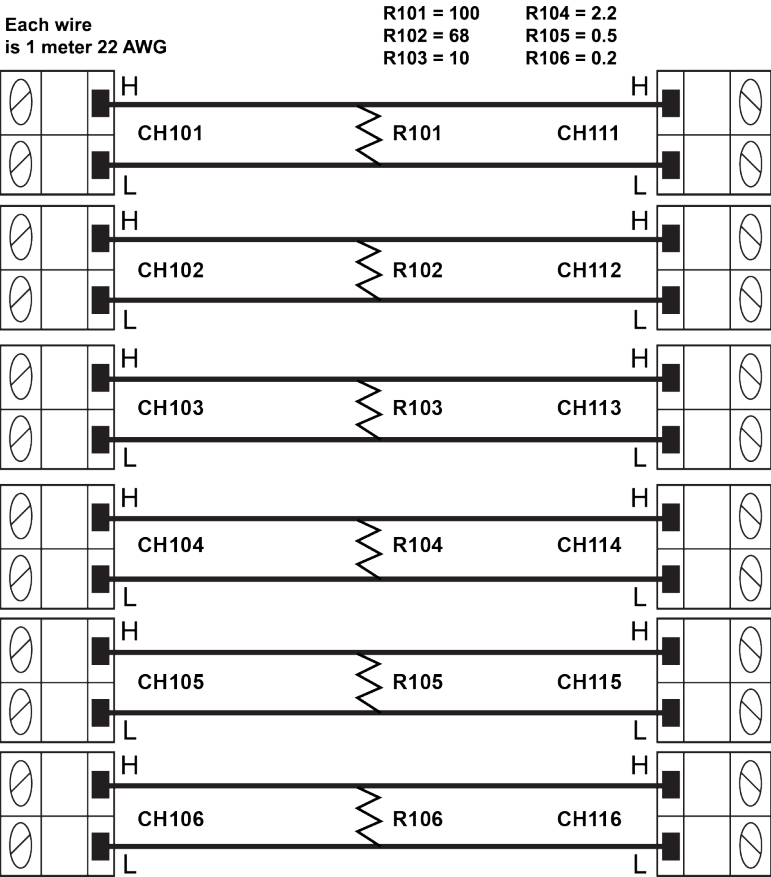 Each wire
is 1 meter 22 AWG
R101 = 100
R102 = 68
R103 = 10
R104 = 2.2
R105 = 0.5
R106 = 0.2
H H
CH101 R101 CH111
L L
H H
CH102 R102 CH112
L L
H H
CH103 R103 CH113
L L
H H
CH104 R104 CH114
L L
H H
CH105 R105 CH115
L L
H H
CH106 R106 CH116
L L